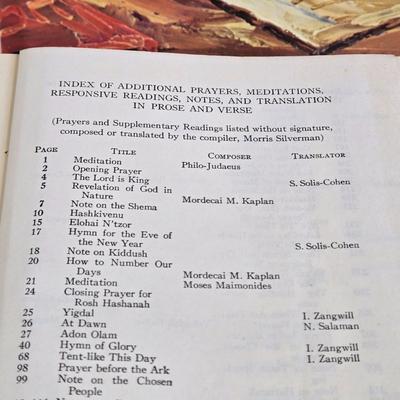 INDEX OF ADDITIONAL PRAYERS, MEDITATIONS,
RESPONSIVE READINGS, NOTES, AND TRANSLATION
IN PROSE AND VERSE
(Prayers and Supplementary Readings listed without signature,
composed or translated by the compiler, Morris Silverman)
PAGE TITLE COMPOSER TRANSLATOR
1 Meditation Philo-Judaeus
2 Opening Prayer
4 The Lord is King S. Solis-Cohen
5 Revelation of God in
Nature Mordecai M. Kaplan
7 Note on the Shema
10 Hashkivenu
15 Elohai N'tzor
17 Hymn for the Eve of
the New Year S. Solis-Cohen
18 Note on Kiddush
20 How to Number Our
Days Mordecai M. Kaplan
21 Meditation Moses Maimonides
24 Closing Prayer for
Rosh Hashanah
25 Yigdal I. Zangwill
26 At Dawn N. Salaman
27 Adon Olam
40 Hymn of Glory I. Zangwill
68 Tent-like This Day I. Zangwill
98 Prayer before the Ark
99 Note on the Chosen
People